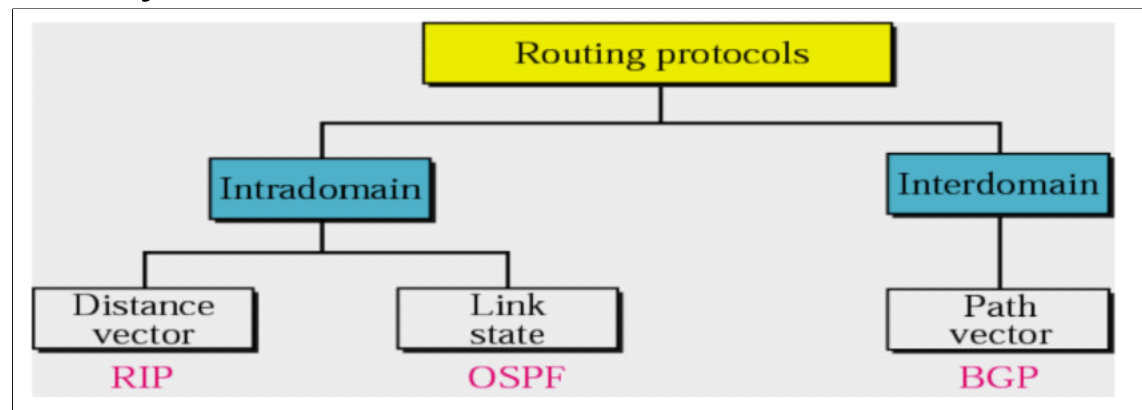 Routing protocols
Intradomain
Interdomain
Distance
vector
Link
state
Path
vector
RIP
OSPF
BGP